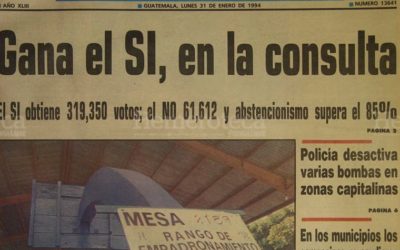 AÑO XLIII
GUATEMALA, LUNES 31 DE ENERO DE 1994
NUMERO 13641
Gana el SI, en la consulta
El SI obtiene 319,350 votos; el NO 61,612 y abstencionismo supera el 85%
PAGINA 3
Hemeroteca
Policía desactiva
varias bombas en
zonas capitalinas
PAGINA 6
En los municipios los
MESA
RANGO DE
EMPADRONAMIENTO